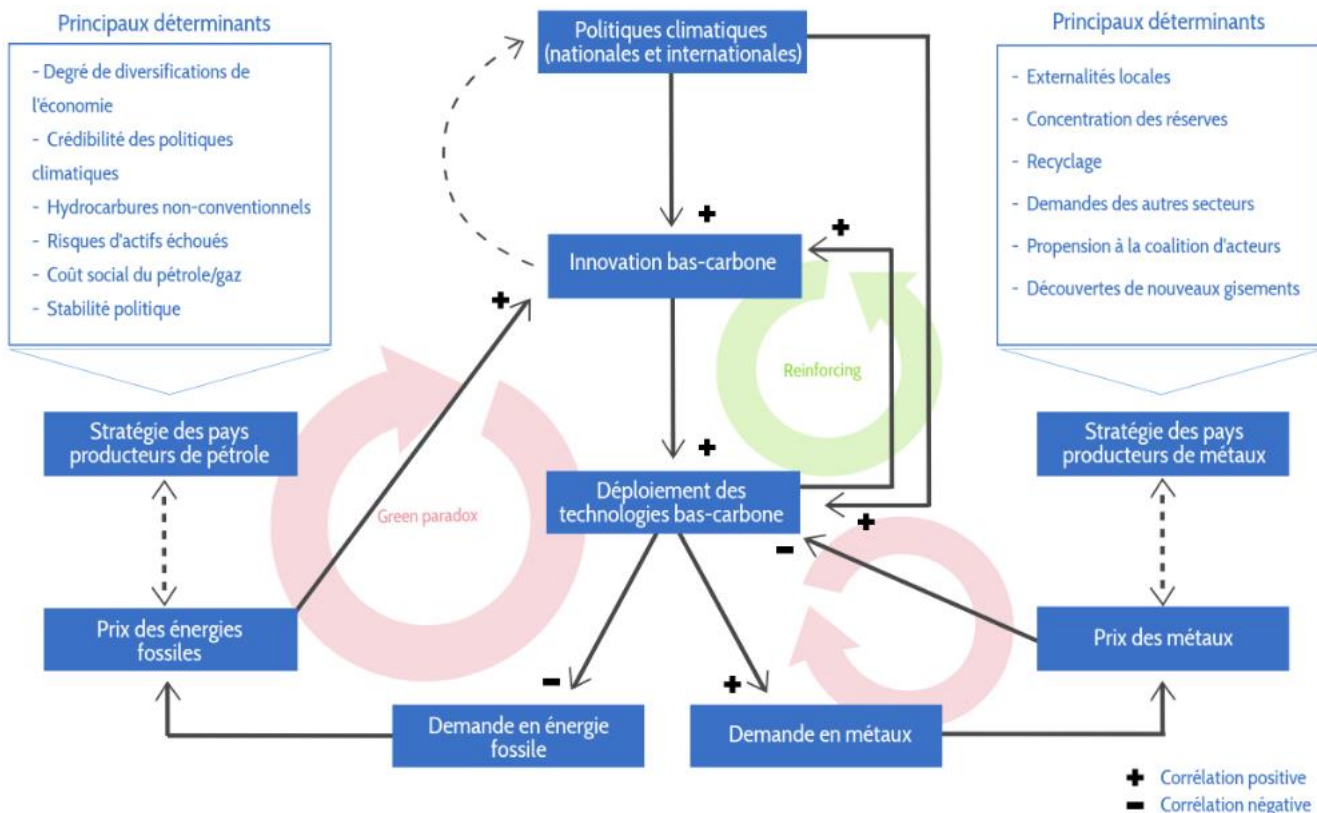 Principaux déterminants
- Degré de diversifications de
l'économie
- Crédibilité des politiques
climatiques
- Hydrocarbures non-conventionnels
- Risques d'actifs échoués
- Coût social du pétrole/gaz
- Stabilité politique
Politiques climatiques
(nationales et internationales)
Principaux déterminants
- Externalités locales
- Concentration des réserves
- Recyclage
- Demandes des autres secteurs
- Propension à la coalition d'acteurs
- Découvertes de nouveaux gisements
+
+
Innovation bas-carbone
+
Reinforcing
Stratégie des pays
producteurs de pétrole
+
Stratégie des pays
producteurs de métaux
Green paradox
Déploiement des
technologies bas-carbone
+
-
Prix des énergies
fossiles
Prix des métaux
-
+
Demande en énergie
fossile
Demande en métaux
+ Corrélation positive
- Corrélation négative